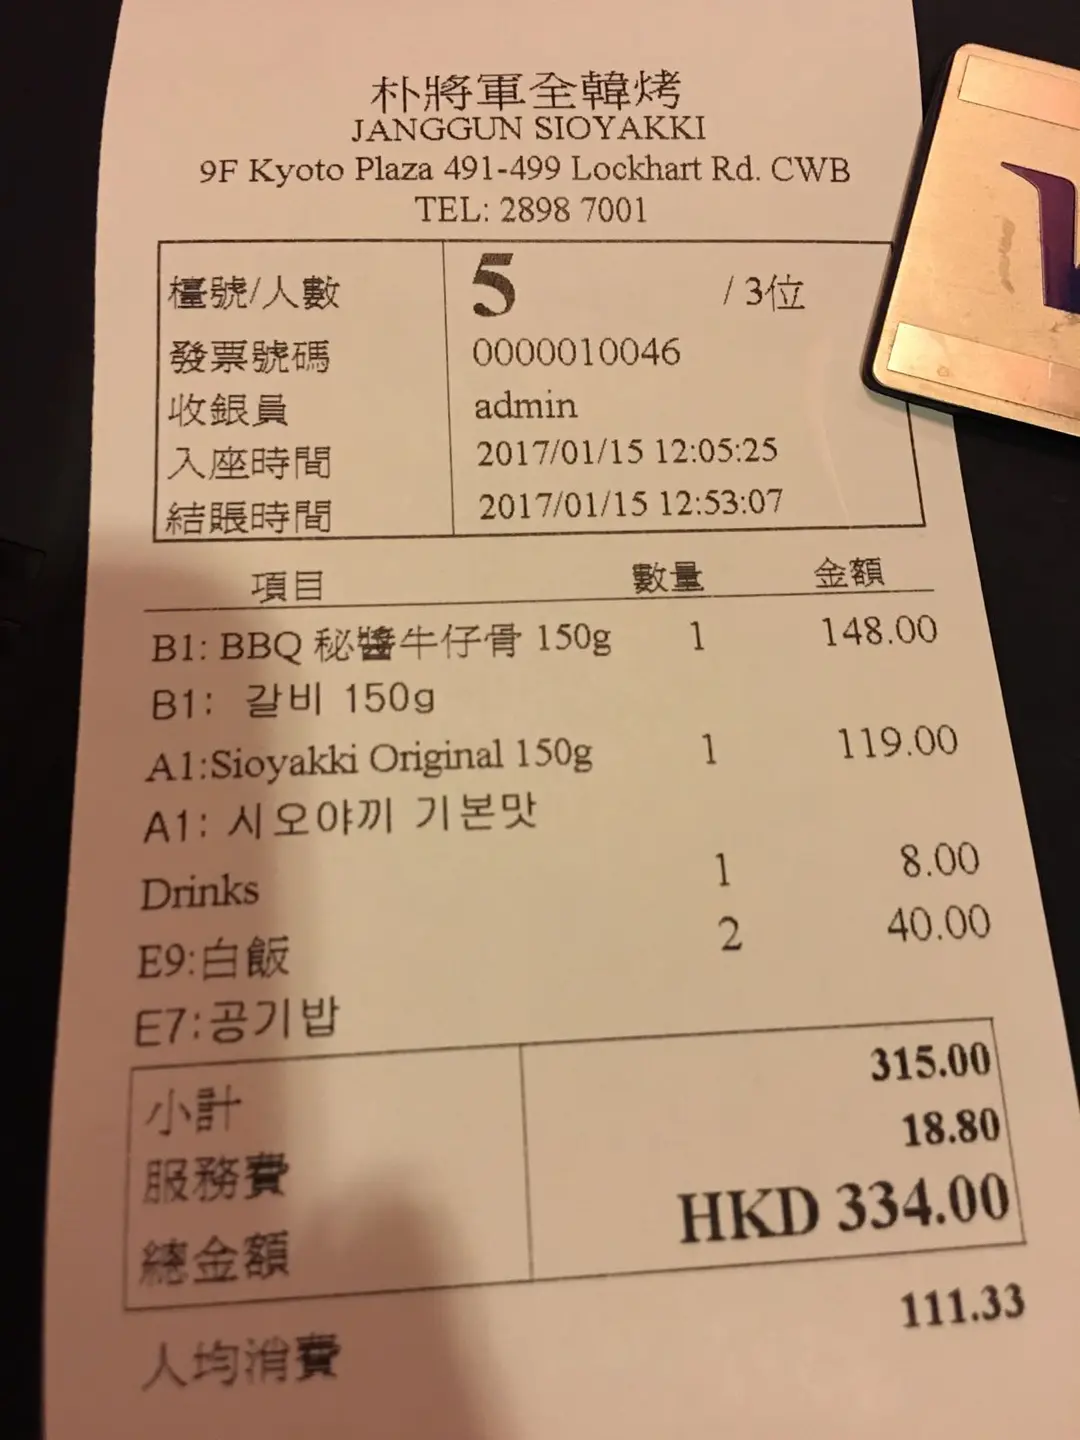 朴將軍全韓烤
JANGGUN SIOYAKKI
9F Kyoto Plaza 491-499 Lockhart Rd. CWB
TEL: 2898 7001
檯號/人數 5 / 3位
發票號碼 0000010046
收銀員 admin
入座時間 2017/01/15 12:05:25
結賬時間 2017/01/15 12:53:07
項目 數量 金額
B1: BBQ 秘醬牛仔骨 150g 1 148.00
B1: 갈비 150g
A1:Sioyakki Original 150g 1 119.00
A1: 시오야끼 기본맛
Drinks 1 8.00
E9:白飯 2 40.00
E7:공기밥
小計 315.00
服務費 18.80
總金額 HKD 334.00
人均消費 111.33